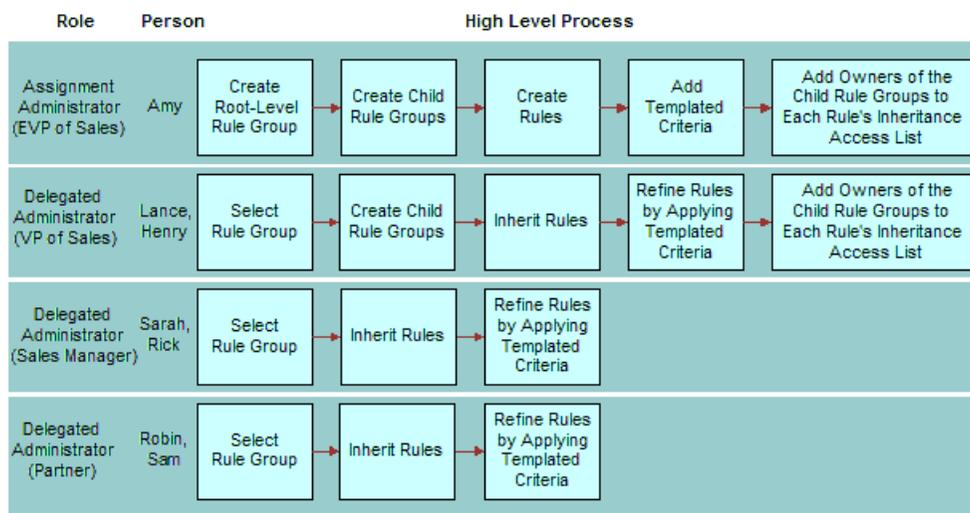 Role Person High Level Process
Assignment
Administrator
(EVP of Sales)
Amy
Create
Root-Level
Rule Group
Create Child
Rule Groups
Create
Rules
Add
Templated
Criteria
Add Owners of the
Child Rule Groups to
Each Rule's Inheritance
Access List
Delegated
Administrator
(VP of Sales)
Lance,
Henry
Select
Rule Group
Create Child
Rule Groups
Inherit Rules
Refine Rules
by Applying
Templated
Criteria
Add Owners of the
Child Rule Groups to
Each Rule's Inheritance
Access List
Delegated
Administrator
(Sales Manager)
Sarah,
Rick
Select
Rule Group
Inherit Rules
Refine Rules
by Applying
Templated
Criteria
Delegated
Administrator
(Partner)
Robin,
Sam
Select
Rule Group
Inherit Rules
Refine Rules
by Applying
Templated
Criteria